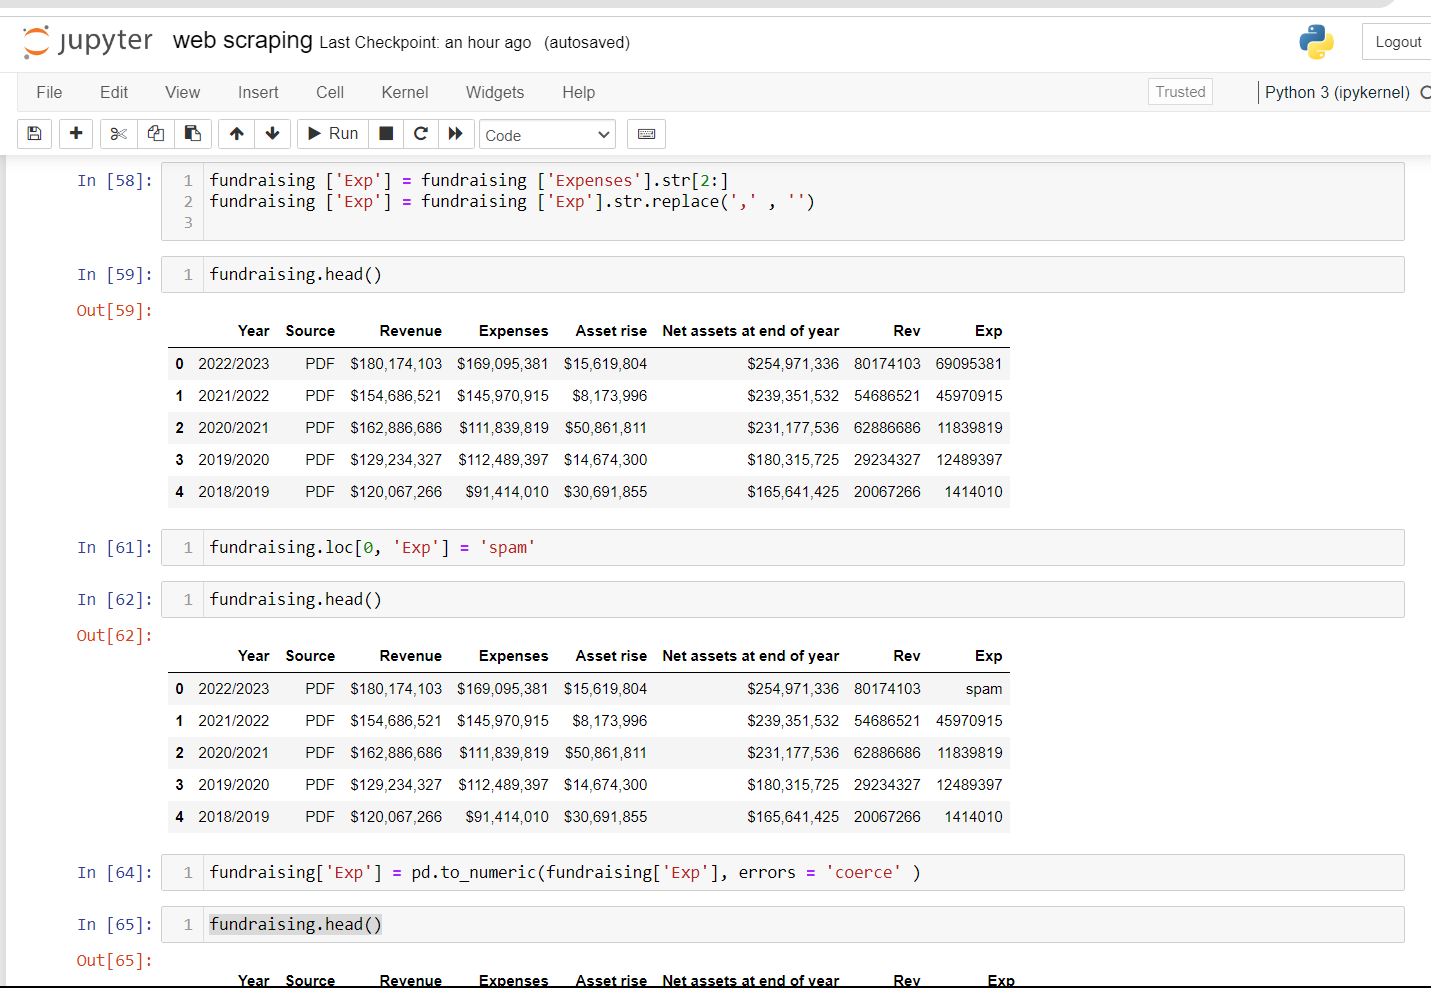 jupyter web scraping Last Checkpoint: an hour ago (autosaved) Logout
File Edit View Insert Cell Kernel Widgets Help Trusted Python 3 (ipykernel)
Run Code
In [58]: 1 fundraising ['Exp'] = fundraising ['Expenses'].str[2:]
2 fundraising ['Exp'] = fundraising ['Exp'].str.replace(',' , '')
3
In [59]: 1 fundraising.head()
Out[59]:
Year Source Revenue Expenses Asset rise Net assets at end of year Rev Exp
0 2022/2023 PDF $180,174,103 $169,095,381 $15,619,804 $254,971,336 80174103 69095381
1 2021/2022 PDF $154,686,521 $145,970,915 $8,173,996 $239,351,532 54686521 45970915
2 2020/2021 PDF $162,886,686 $111,839,819 $50,861,811 $231,177,536 62886686 11839819
3 2019/2020 PDF $129,234,327 $112,489,397 $14,674,300 $180,315,725 29234327 12489397
4 2018/2019 PDF $120,067,266 $91,414,010 $30,691,855 $165,641,425 20067266 1414010
In [61]: 1 fundraising.loc[0, 'Exp'] = 'spam'
In [62]: 1 fundraising.head()
Out[62]:
Year Source Revenue Expenses Asset rise Net assets at end of year Rev Exp
0 2022/2023 PDF $180,174,103 $169,095,381 $15,619,804 $254,971,336 80174103 spam
1 2021/2022 PDF $154,686,521 $145,970,915 $8,173,996 $239,351,532 54686521 45970915
2 2020/2021 PDF $162,886,686 $111,839,819 $50,861,811 $231,177,536 62886686 11839819
3 2019/2020 PDF $129,234,327 $112,489,397 $14,674,300 $180,315,725 29234327 12489397
4 2018/2019 PDF $120,067,266 $91,414,010 $30,691,855 $165,641,425 20067266 1414010
In [64]: 1 fundraising['Exp'] = pd.to_numeric(fundraising['Exp'], errors = 'coerce' )
In [65]: 1 fundraising.head()
Out[65]:
Year Source Revenue Expenses Asset rise Net assets at end of year Rev Exp